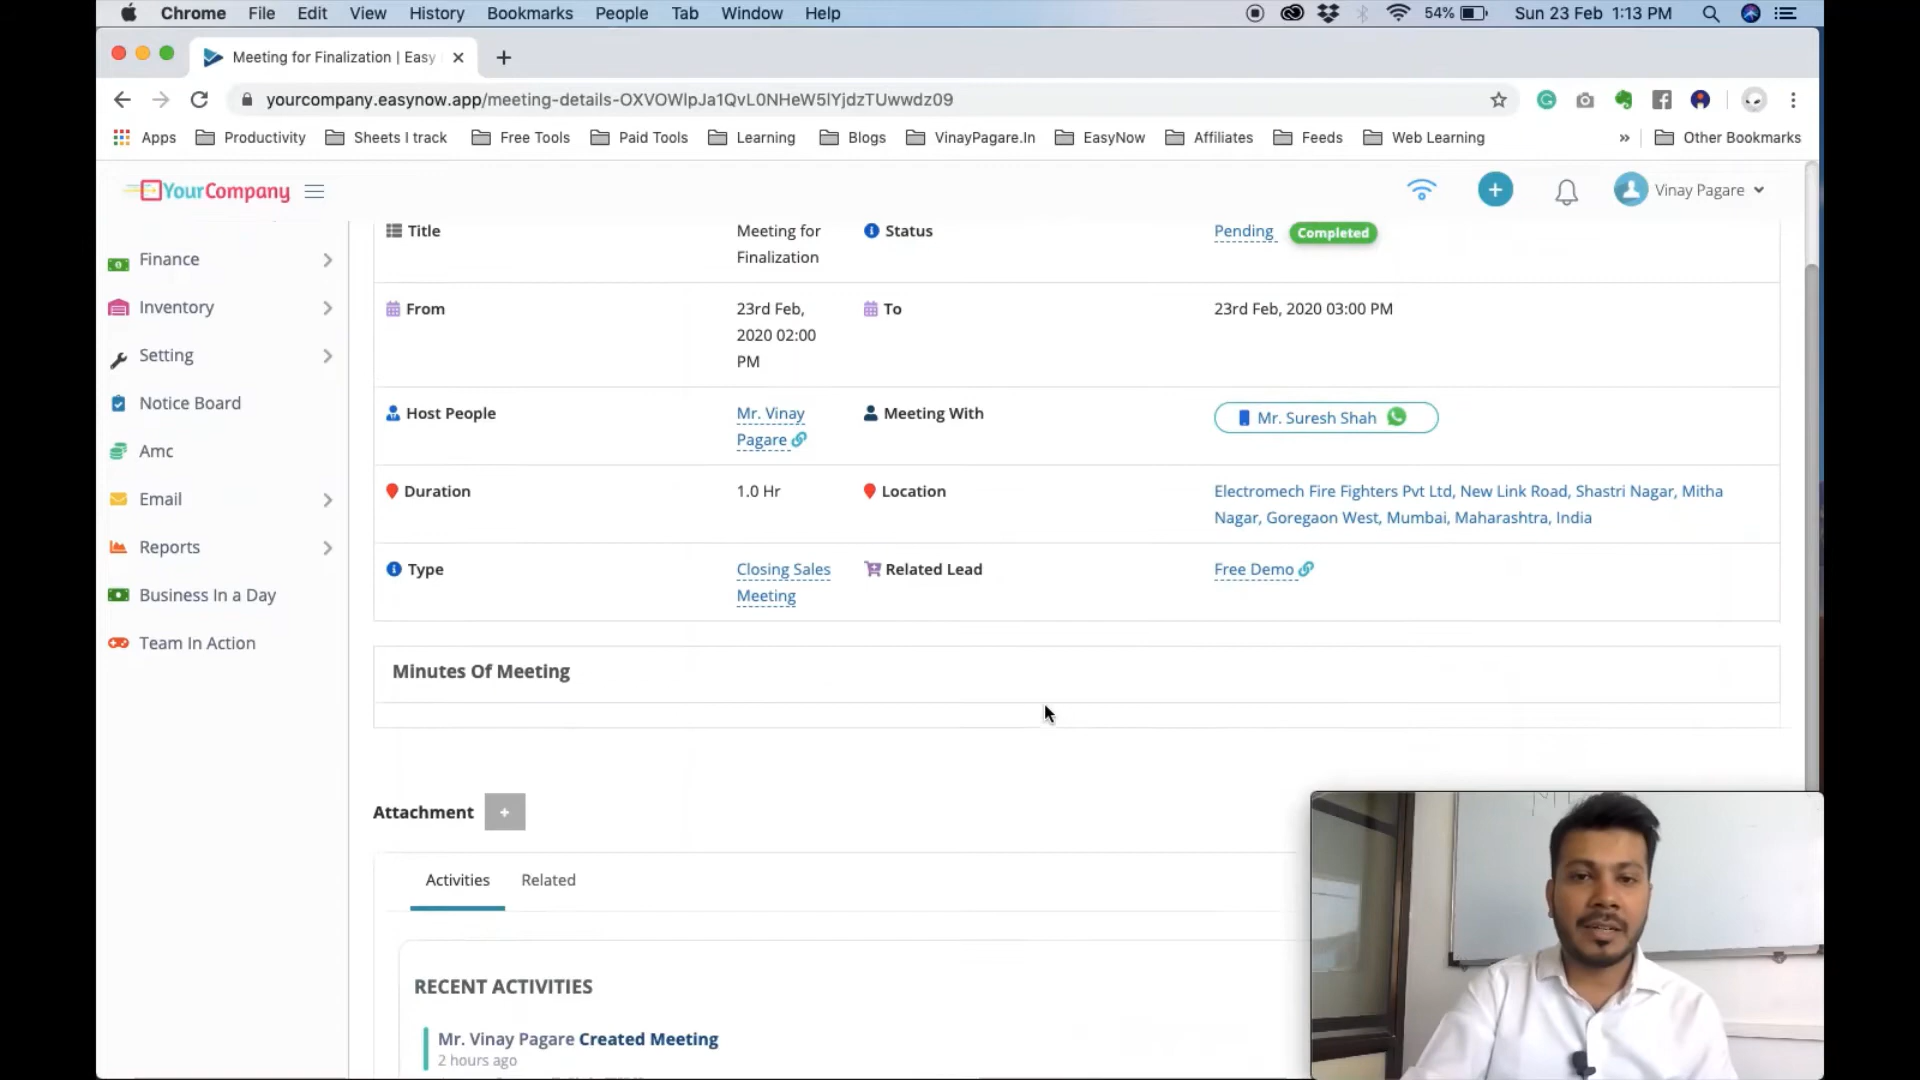 Chrome File Edit View History Bookmarks People Tab Window Help 54% Sun 23 Feb 1:13 PM
Meeting for Finalization | Easy
yourcompany.easynow.app/meeting-details-OXVOWlpJa1QvL0NHeW5lYjdzTUwwdz09
Apps Productivity Sheets I track Free Tools Paid Tools Learning Blogs VinayPagare.In EasyNow Affiliates Feeds Web Learning » Other Bookmarks
YourCompany Vinay Pagare
Finance
Inventory
Setting
Notice Board
Amc
Email
Reports
Business In a Day
Team In Action
Title Meeting for Finalization Status Pending Completed
From 23rd Feb, 2020 02:00 PM To 23rd Feb, 2020 03:00 PM
Host People Mr. Vinay Pagare Meeting With Mr. Suresh Shah
Duration 1.0 Hr Location Electromech Fire Fighters Pvt Ltd, New Link Road, Shastri Nagar, Mitha
Nagar, Goregaon West, Mumbai, Maharashtra, India
Type Closing Sales Meeting Related Lead Free Demo
Minutes Of Meeting
Attachment +
Activities Related
RECENT ACTIVITIES
Mr. Vinay Pagare Created Meeting
2 hours ago